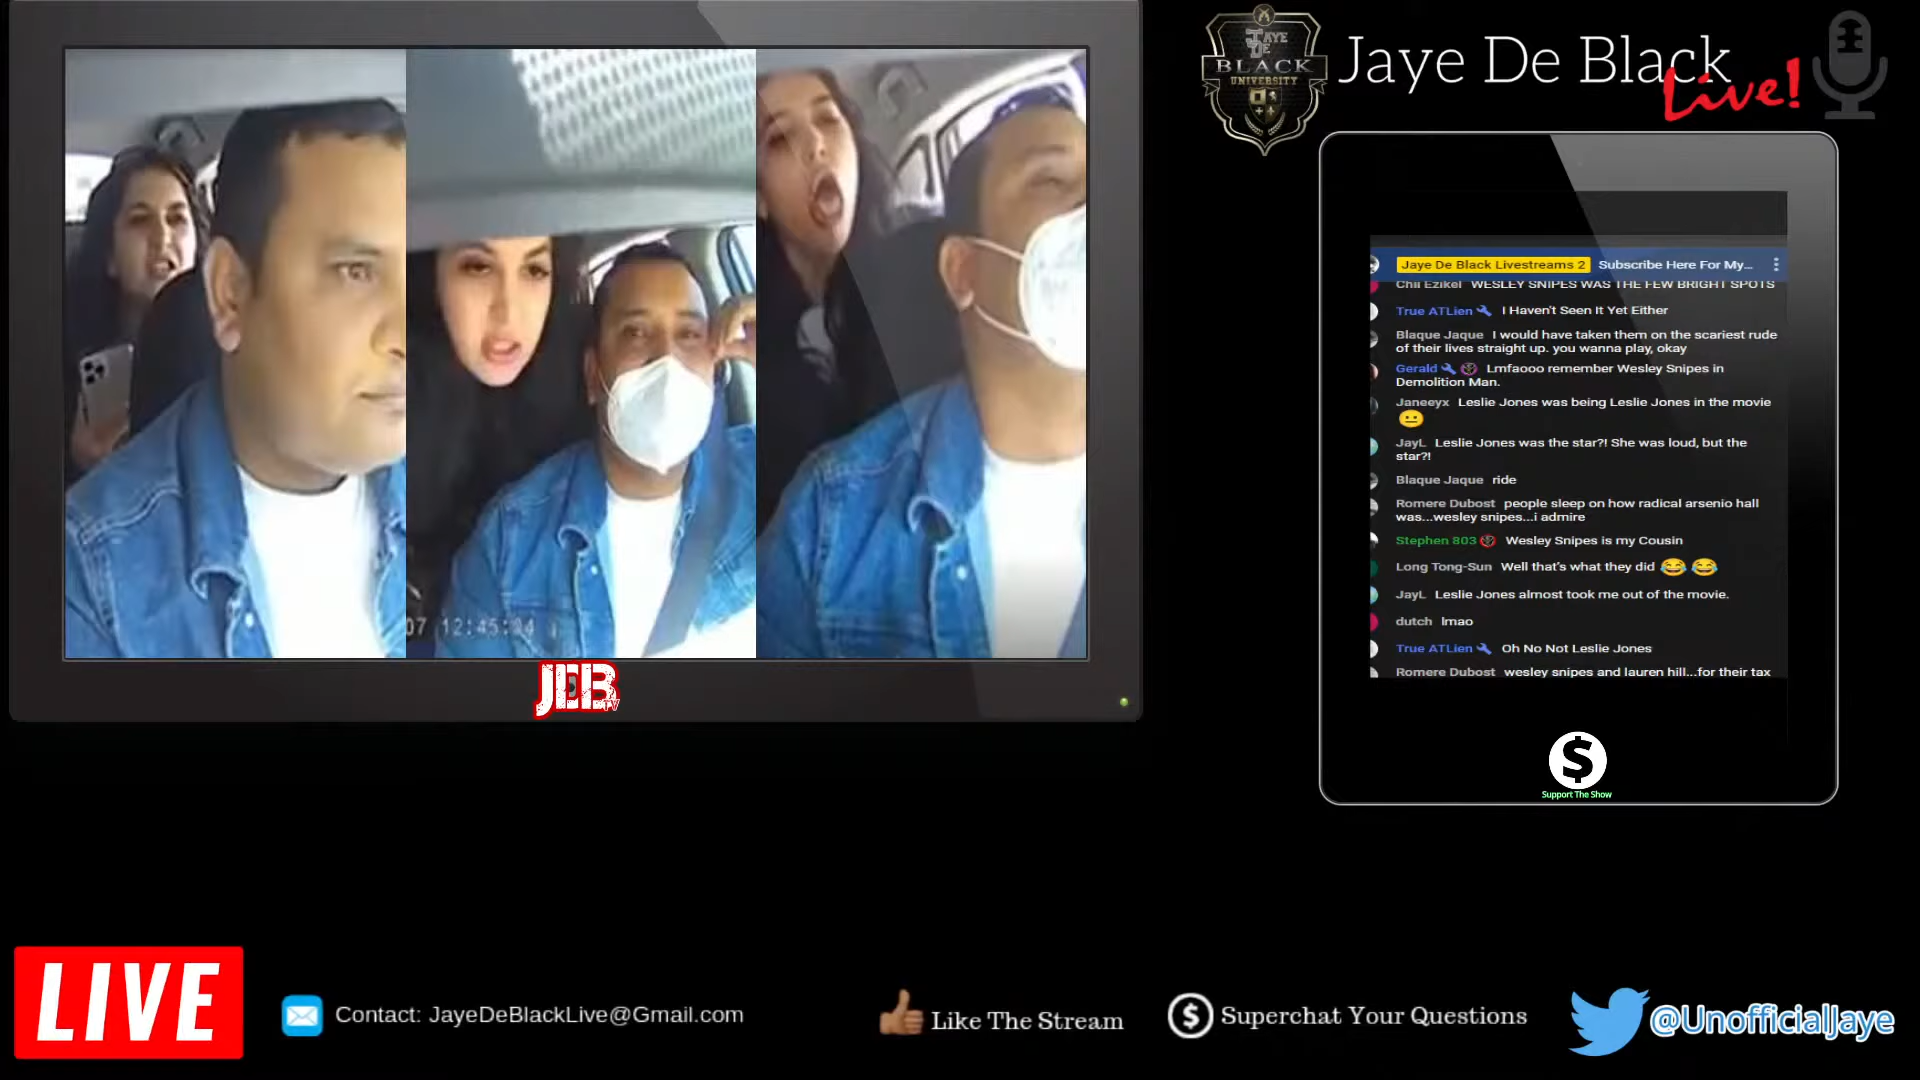 JAYE
DE
BLACK
UNIVERSITY
Jaye De Black
Live!
Jaye De Black Livestreams 2 Subscribe Here For My...
Chii Ezikel WESLEY SNIPES WAS THE FEW BRIGHT SPOTS
True ATLien I Haven't Seen It Yet Either
Blaque Jaque I would have taken them on the scariest rude
of their lives straight up. you wanna play, okay
Gerald Lmfaooo remember Wesley Snipes in
Demolition Man.
Janeeyx Leslie Jones was being Leslie Jones in the movie
JayL Leslie Jones was the star?! She was loud, but the
star?!
Blaque Jaque ride
Romere Dubost people sleep on how radical arsenio hall
was...wesley snipes...i admire
Stephen 803 Wesley Snipes is my Cousin
Long Tong-Sun Well that's what they did
JayL Leslie Jones almost took me out of the movie.
dutch lmao
True ATLien Oh No Not Leslie Jones
Romere Dubost wesley snipes and lauren hill...for their tax
07 12:45:34
JDB
TV
$
Support The Show
LIVE
Contact: JayeDeBlackLive@Gmail.com
Like The Stream
$ Superchat Your Questions
@UnofficialJaye